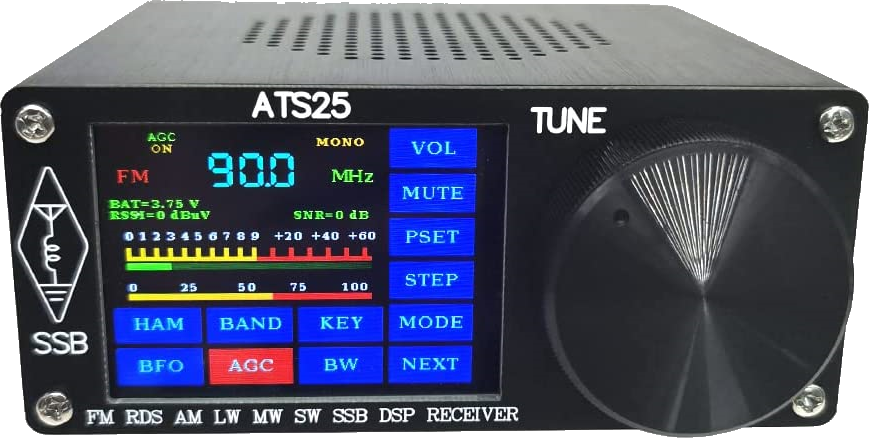 ATS25
TUNE
AGC
ON
MONO
FM 90.0 MHz
BAT=3.75 V
RSSI=0 dBuV SNR=0 dB
0 1 2 3 4 5 6 7 8 9 +20 +40 +60
0 25 50 75 100
VOL
MUTE
PSET
STEP
HAM BAND KEY MODE
BFO AGC BW NEXT
SSB
FM RDS AM LW MW SW SSB DSP RECEIVER